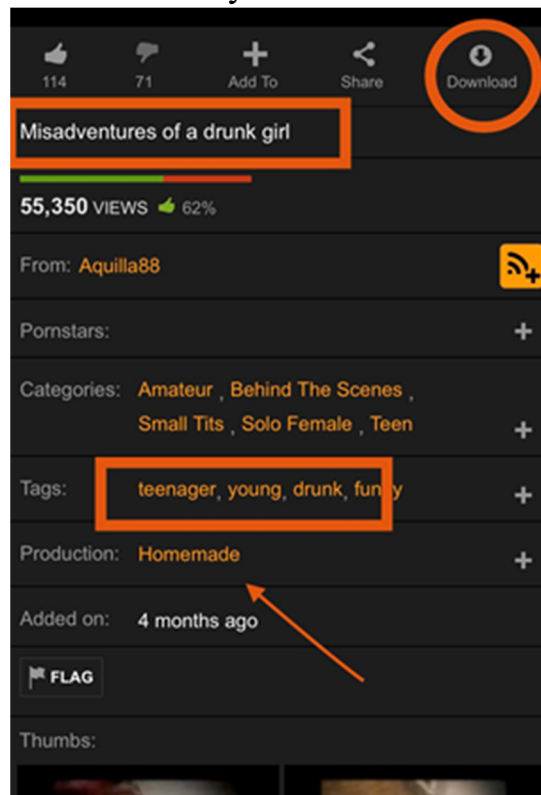 114 71 Add To Share Download
Misadventures of a drunk girl
55,350 VIEWS 62%
From: Aquilla88
Pornstars:
Categories: Amateur , Behind The Scenes ,
Small Tits , Solo Female , Teen
Tags: teenager, young, drunk, funny
Production: Homemade
Added on: 4 months ago
FLAG
Thumbs: